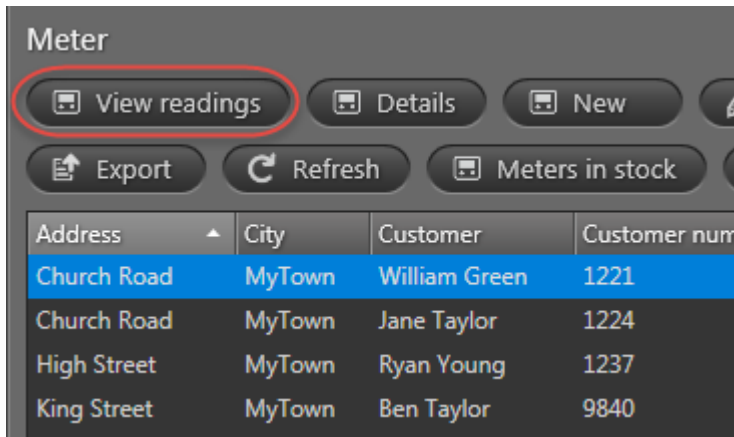 Meter
View readings Details New
Export Refresh Meters in stock
Address City Customer Customer num
Church Road MyTown William Green 1221
Church Road MyTown Jane Taylor 1224
High Street MyTown Ryan Young 1237
King Street MyTown Ben Taylor 9840